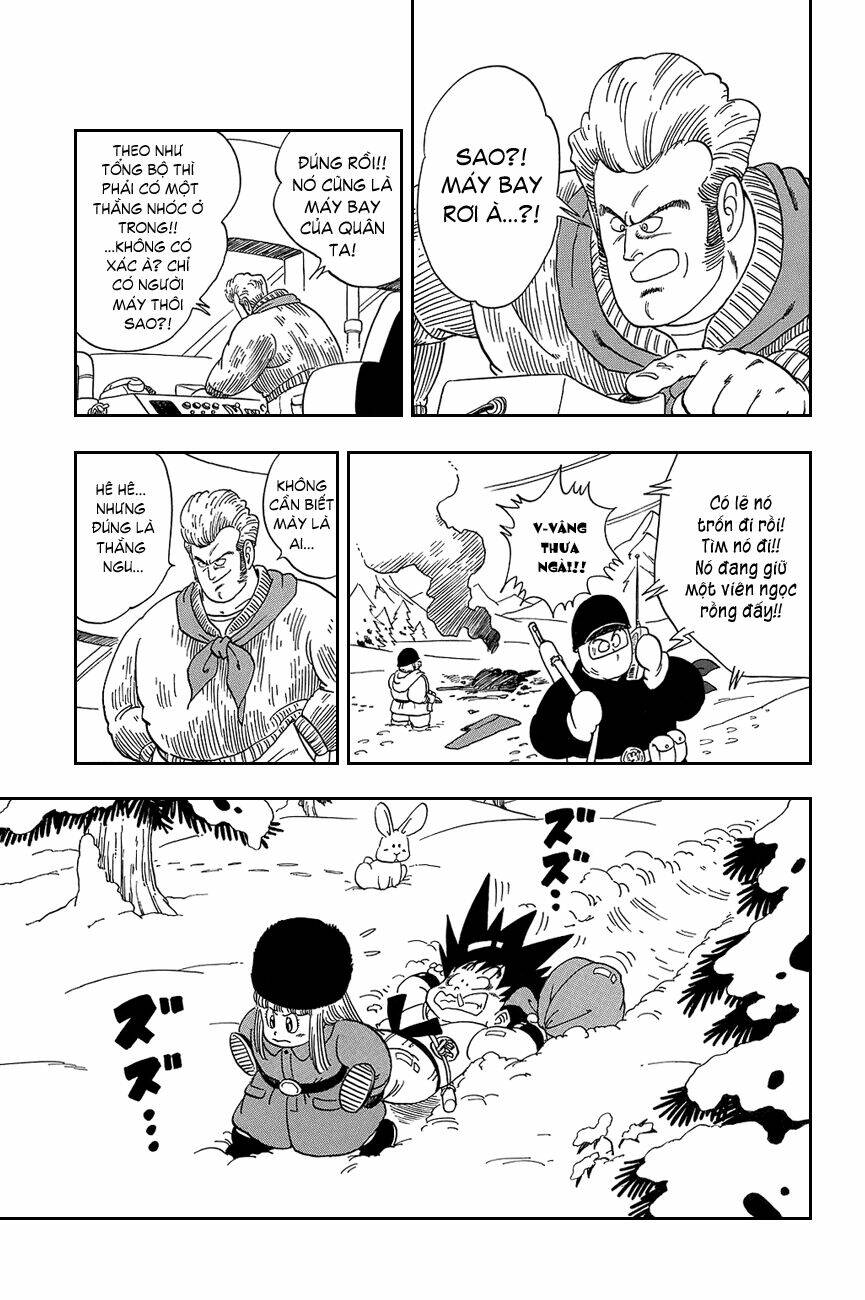 SAO?!
MÁY BAY
RƠI À...?!
ĐÚNG RỒI!!
NÓ CŨNG LÀ
MÁY BAY
CỦA QUÂN
TA!
THEO NHƯ
TỔNG BỘ THÌ
PHẢI CÓ MỘT
THẰNG NHÓC Ở
TRONG!!
...KHÔNG CÓ
XÁC À? CHỈ
CÓ NGƯỜI
MÁY THÔI
SAO?!
Có lẽ nó
trốn đi rồi!
Tìm nó đi!!
Nó đang giữ
một viên ngọc
rồng đấy!!
V-VÂNG
THƯA
NGÀI!!!
KHÔNG
CẦN BIẾT
MÀY LÀ
AI...
HÊ HÊ...
NHƯNG
ĐÚNG LÀ
THẰNG
NGU...
ズズ...
ズズ...